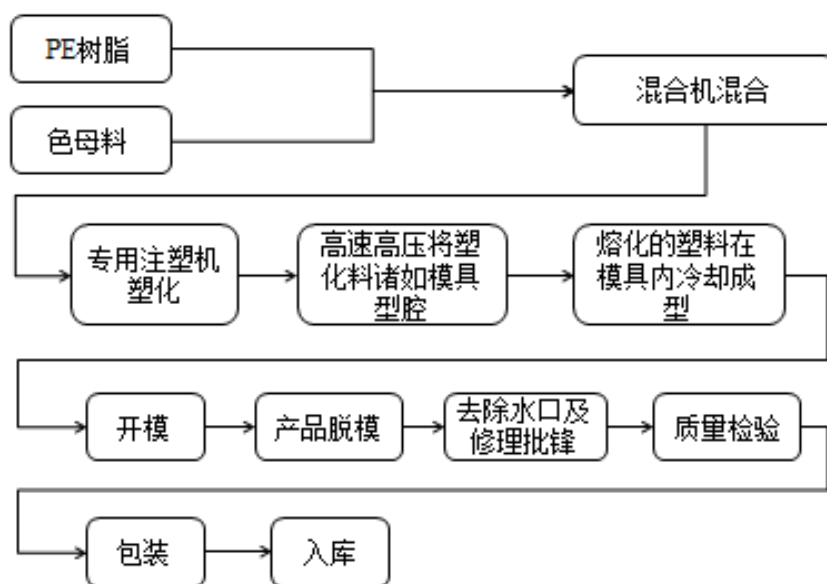 PE树脂
色母料
混合机混合
专用注塑机
塑化
高速高压将塑
化料诸如模具
型腔
熔化的塑料在
模具内冷却成
型
开模
产品脱模
去除水口及
修理批锋
质量检验
包装
入库